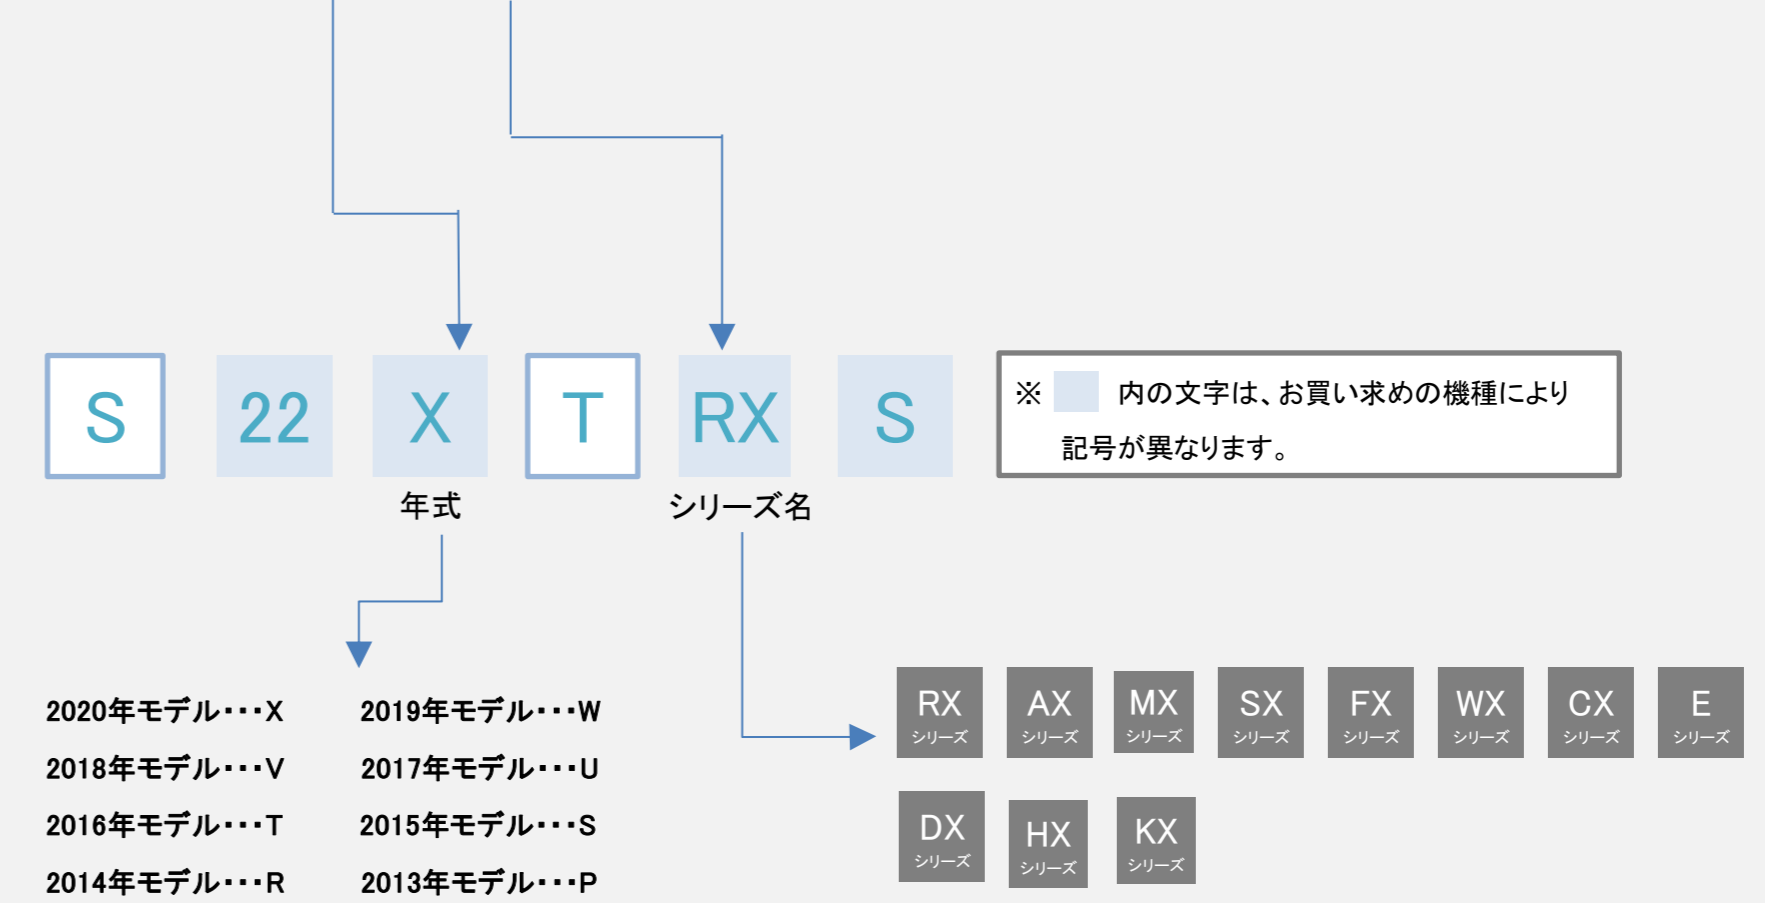 S 22 X T RX S
※ 内の文字は、お買い求めの機種により
記号が異なります。
年式 シリーズ名
2020年モデル・・・X 2019年モデル・・・W
2018年モデル・・・V 2017年モデル・・・U
2016年モデル・・・T 2015年モデル・・・S
2014年モデル・・・R 2013年モデル・・・P
RX AX MX SX FX WX CX E
シリーズ シリーズ シリーズ シリーズ シリーズ シリーズ シリーズ シリーズ
DX HX KX
シリーズ シリーズ シリーズ